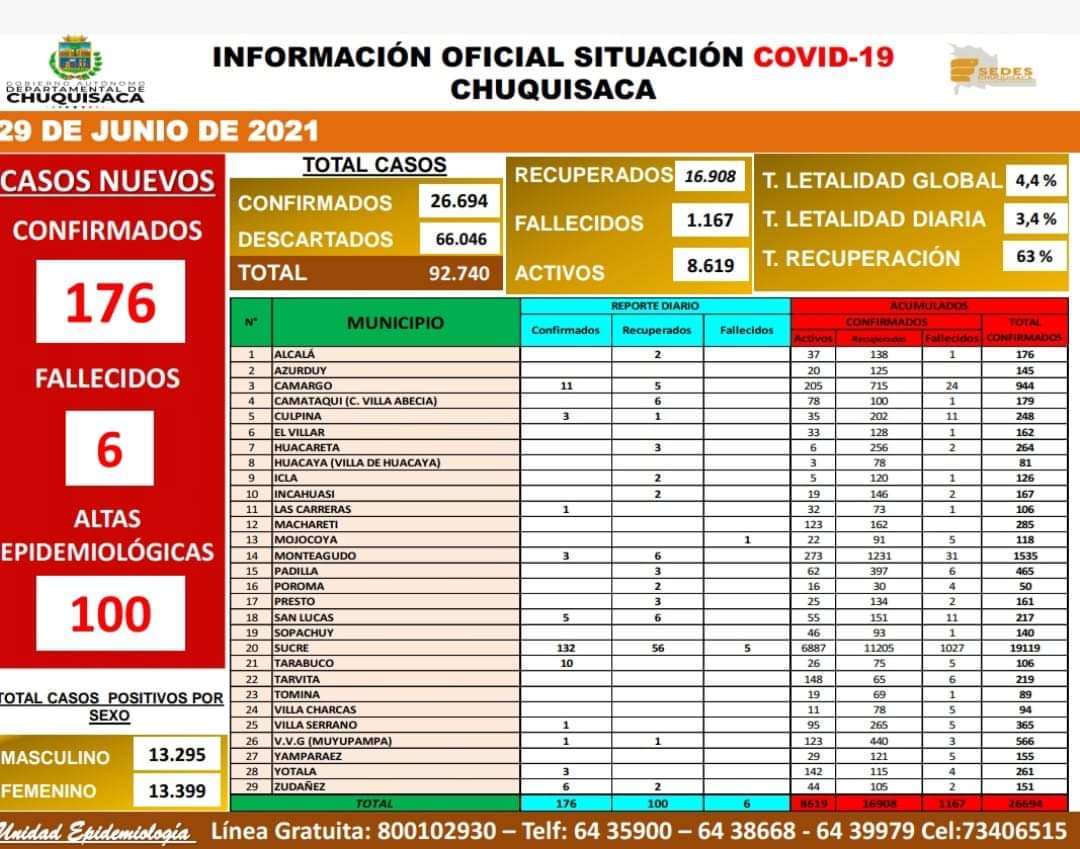 GOBIERNO AUTÓNOMO
DEPARTAMENTAL DE
CHUQUISACA
INFORMACIÓN OFICIAL SITUACIÓN COVID-19
CHUQUISACA
SEDES
CHUQUISACA
29 DE JUNIO DE 2021
CASOS NUEVOS
CONFIRMADOS
176
FALLECIDOS
6
ALTAS
EPIDEMIOLÓGICAS
100
TOTAL CASOS POSITIVOS POR
SEXO
MASCULINO 13.295
FEMENINO 13.399
TOTAL CASOS
CONFIRMADOS 26.694
DESCARTADOS 66.046
TOTAL 92.740
RECUPERADOS 16.908
FALLECIDOS 1.167
ACTIVOS 8.619
T. LETALIDAD GLOBAL 4,4 %
T. LETALIDAD DIARIA 3,4 %
T. RECUPERACIÓN 63 %
N° MUNICIPIO REPORTE DIARIO ACUMULADOS
CONFIRMADOS TOTAL
Confirmados Recuperados Fallecidos Activos Recuperados Fallecidos CONFIRMADOS
1 ALCALÁ 2 37 138 1 176
2 AZURDUY 20 125 145
3 CAMARGO 11 5 205 715 24 944
4 CAMATAQUI (C. VILLA ABECIA) 6 78 100 1 179
5 CULPINA 3 1 35 202 11 248
6 EL VILLAR 33 128 1 162
7 HUACARETA 3 6 256 2 264
8 HUACAYA (VILLA DE HUACAYA) 3 78 81
9 ICLA 2 5 120 1 126
10 INCAHUASI 2 19 146 2 167
11 LAS CARRERAS 1 32 73 1 106
12 MACHARETI 123 162 285
13 MOJOCOYA 1 22 91 5 118
14 MONTEAGUDO 3 6 273 1231 31 1535
15 PADILLA 3 62 397 6 465
16 POROMA 2 16 30 4 50
17 PRESTO 3 25 134 2 161
18 SAN LUCAS 5 6 55 151 11 217
19 SOPACHUY 46 93 1 140
20 SUCRE 132 56 5 6887 11205 1027 19119
21 TARABUCO 10 26 75 5 106
22 TARVITA 148 65 6 219
23 TOMINA 19 69 1 89
24 VILLA CHARCAS 11 78 5 94
25 VILLA SERRANO 1 95 265 5 365
26 V.V.G (MUYUPAMPA) 1 1 123 440 3 566
27 YAMPARAEZ 29 121 5 155
28 YOTALA 3 142 115 4 261
29 ZUDAÑEZ 6 2 44 105 2 151
TOTAL 176 100 6 8619 16908 1167 26694
Unidad Epidemiología Línea Gratuita: 800102930 – Telf: 64 35900 – 64 38668 - 64 39979 Cel:73406515